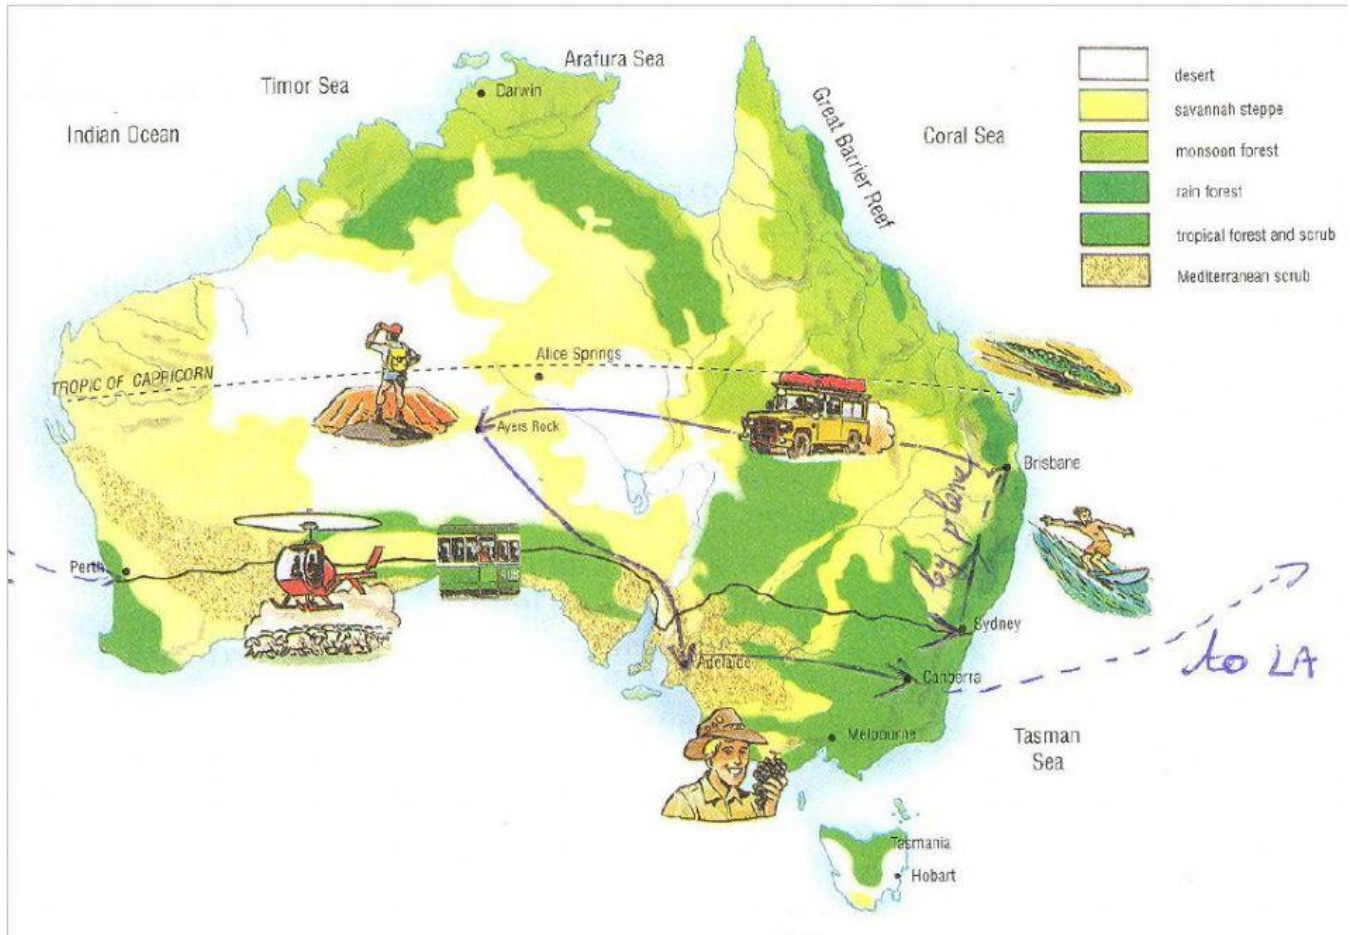 Arafura Sea
Timor Sea
Indian Ocean
Darwin
Great Barrier Reef
Coral Sea
desert
savannah steppe
monsoon forest
rain forest
tropical forest and scrub
Mediterranean scrub
TROPIC OF CAPRICORN
Alice Springs
Ayers Rock
Brisbane
by plane
Perth
Sydney
Adelaide
Canberra
to LA
Melbourne
Tasman
Sea
Tasmania
Hobart